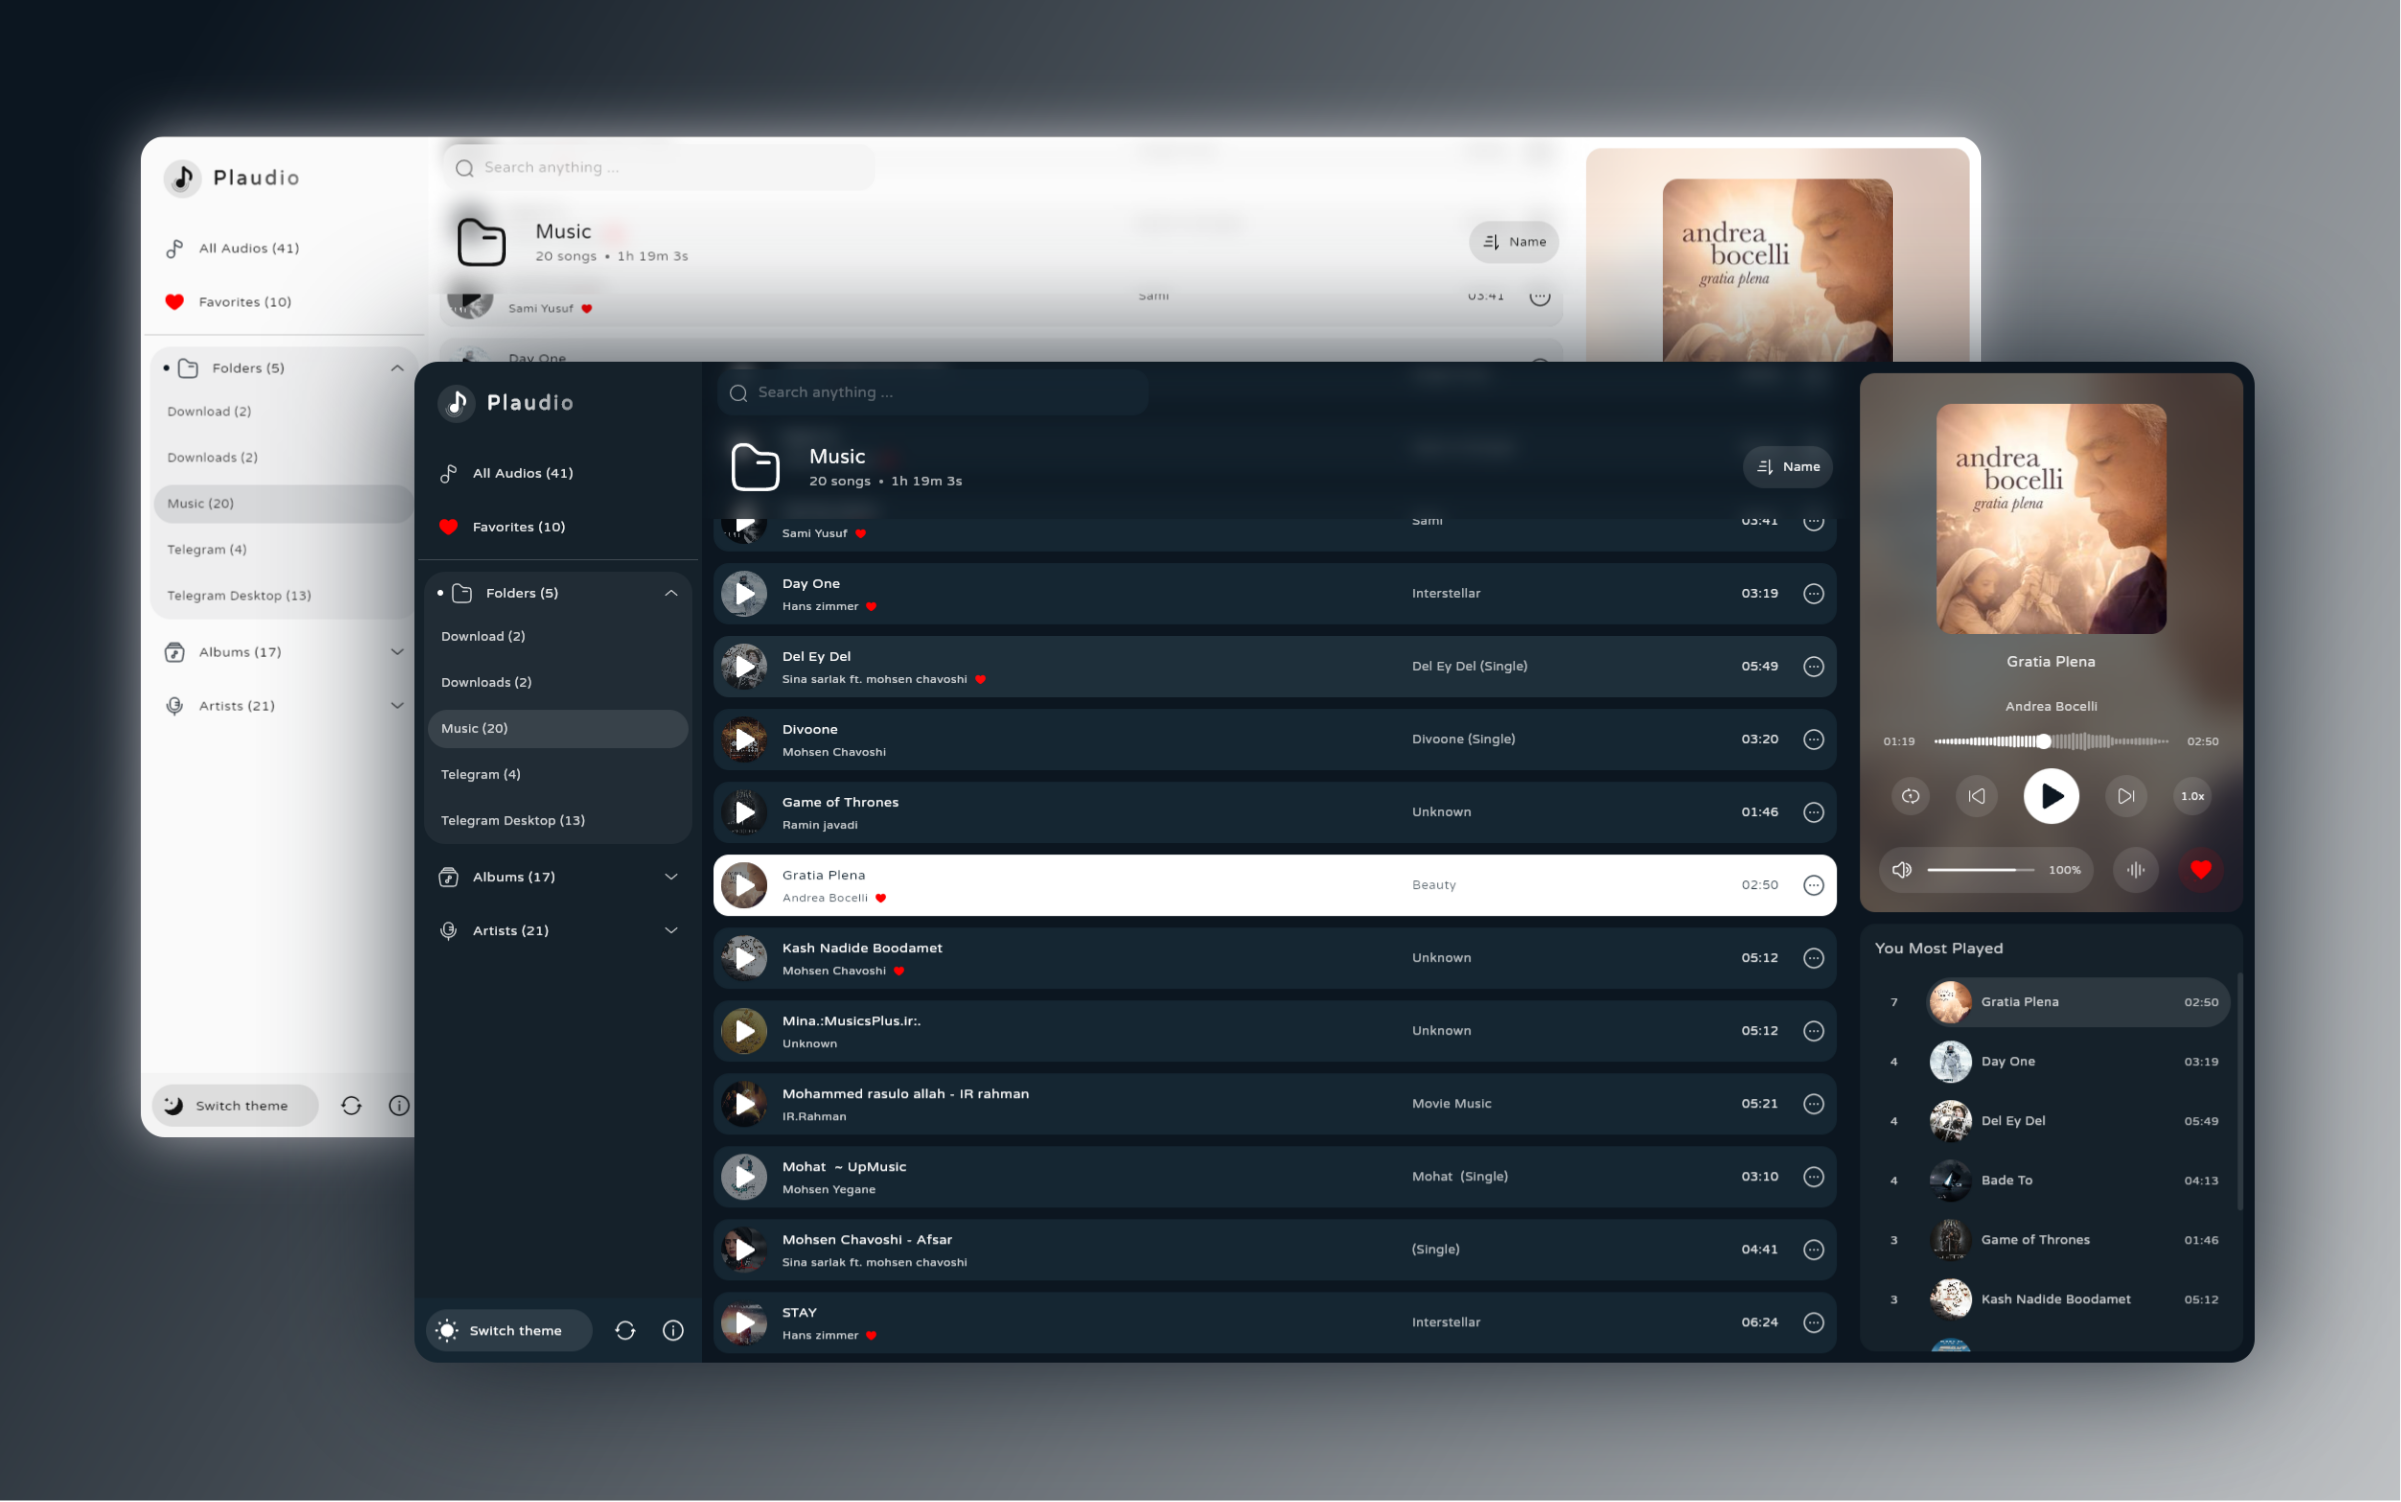 Plaudio
Search anything ...
All Audios (41)
Music
20 songs • 1h 19m 3s
Name
andrea
bocelli
gratia plena
Favorites (10)
Sami Yusuf
Sami
03:41
Folders (5)
Day One
Download (2)
Downloads (2)
Music (20)
Telegram (4)
Telegram Desktop (13)
Albums (17)
Artists (21)
Switch theme
Plaudio
Search anything ...
All Audios (41)
Favorites (10)
Folders (5)
Download (2)
Downloads (2)
Music (20)
Telegram (4)
Telegram Desktop (13)
Albums (17)
Artists (21)
Switch theme
Music
20 songs • 1h 19m 3s
Name
Sami Yusuf
Sami
03:41
Day One
Hans zimmer
Interstellar
03:19
Del Ey Del
Sina sarlak ft. mohsen chavoshi
Del Ey Del (Single)
05:49
Divoone
Mohsen Chavoshi
Divoone (Single)
03:20
Game of Thrones
Ramin javadi
Unknown
01:46
Gratia Plena
Andrea Bocelli
Beauty
02:50
Kash Nadide Boodamet
Mohsen Chavoshi
Unknown
05:12
Mina.:MusicsPlus.ir:.
Unknown
Unknown
05:12
Mohammed rasulo allah - IR rahman
IR.Rahman
Movie Music
05:21
Mohat  ~ UpMusic
Mohsen Yegane
Mohat  (Single)
03:10
Mohsen Chavoshi - Afsar
Sina sarlak ft. mohsen chavoshi
(Single)
04:41
STAY
Hans zimmer
Interstellar
06:24
andrea
bocelli
gratia plena
Gratia Plena
Andrea Bocelli
01:19
02:50
1.0x
100%
You Most Played
7 Gratia Plena 02:50
4 Day One 03:19
4 Del Ey Del 05:49
4 Bade To 04:13
3 Game of Thrones 01:46
3 Kash Nadide Boodamet 05:12